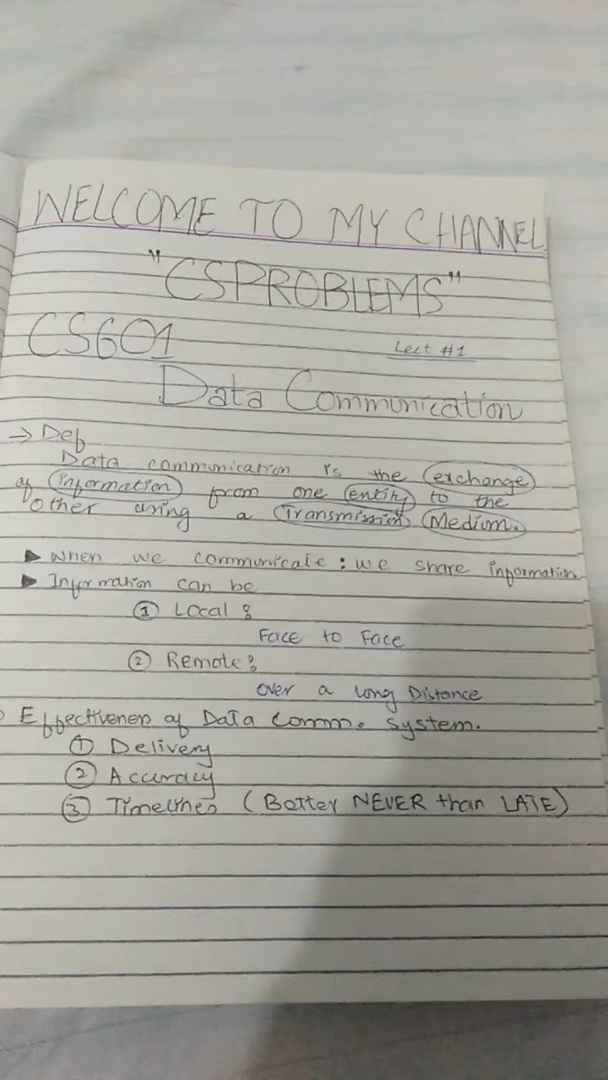 WELCOME TO MY CHANNEL
"CSPROBLEMS"
CS601
Lect #1
Data Communication
→ Def
Data communication is the exchange
of information from one entity to the
other using a Transmission Medium.
▶ When we communicate: we share information
▶ Information can be
① Local:
Face to Face
② Remote:
over a long Distance
Effectiveness of Data Comm. System.
① Delivery
② Accuracy
③ Timelines (Better NEVER than LATE)